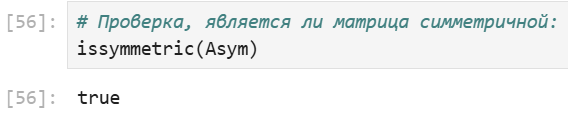 [56]: # Проверка, является ли матрица симметричной:
issymmetric(Asym)
[56]: true